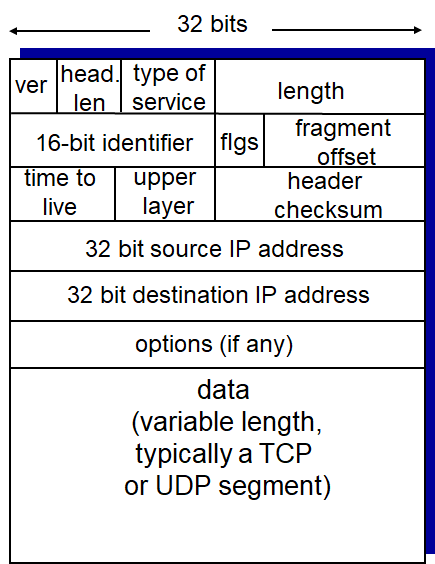 32 bits
ver
head.
len
type of
service
length
16-bit identifier
flgs
fragment
offset
time to
live
upper
layer
header
checksum
32 bit source IP address
32 bit destination IP address
options (if any)
data
(variable length,
typically a TCP
or UDP segment)